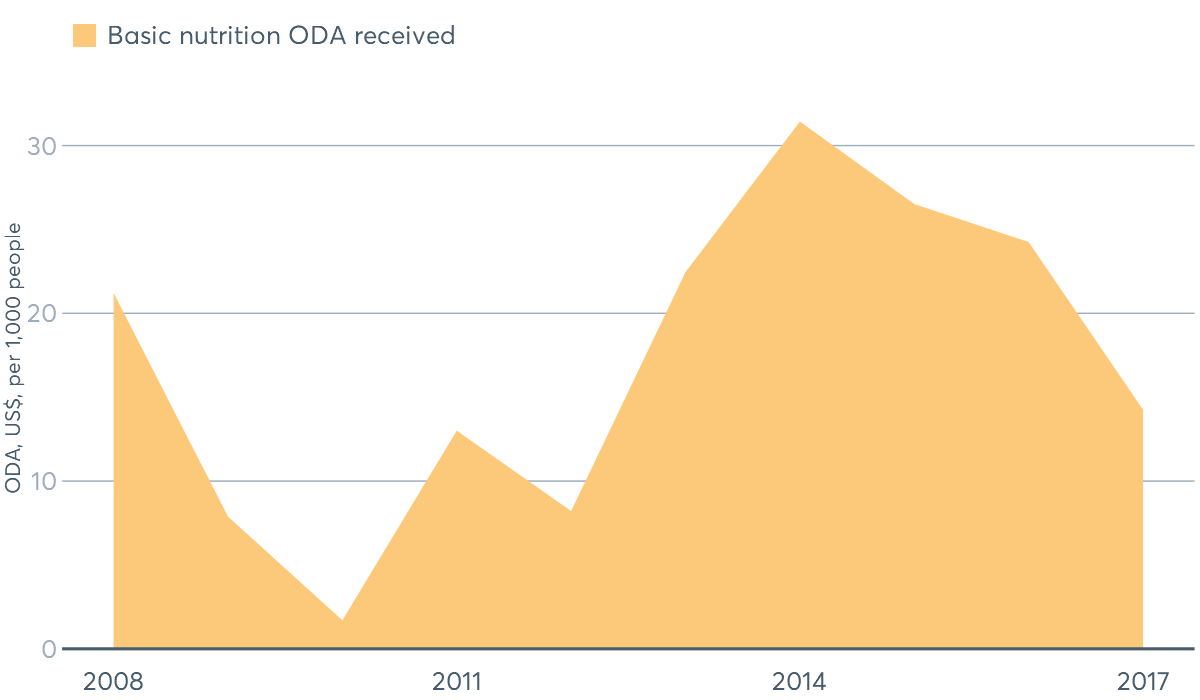 Basic nutrition ODA received
30
20
10
0
ODA, US$, per 1,000 people
2008 2011 2014 2017